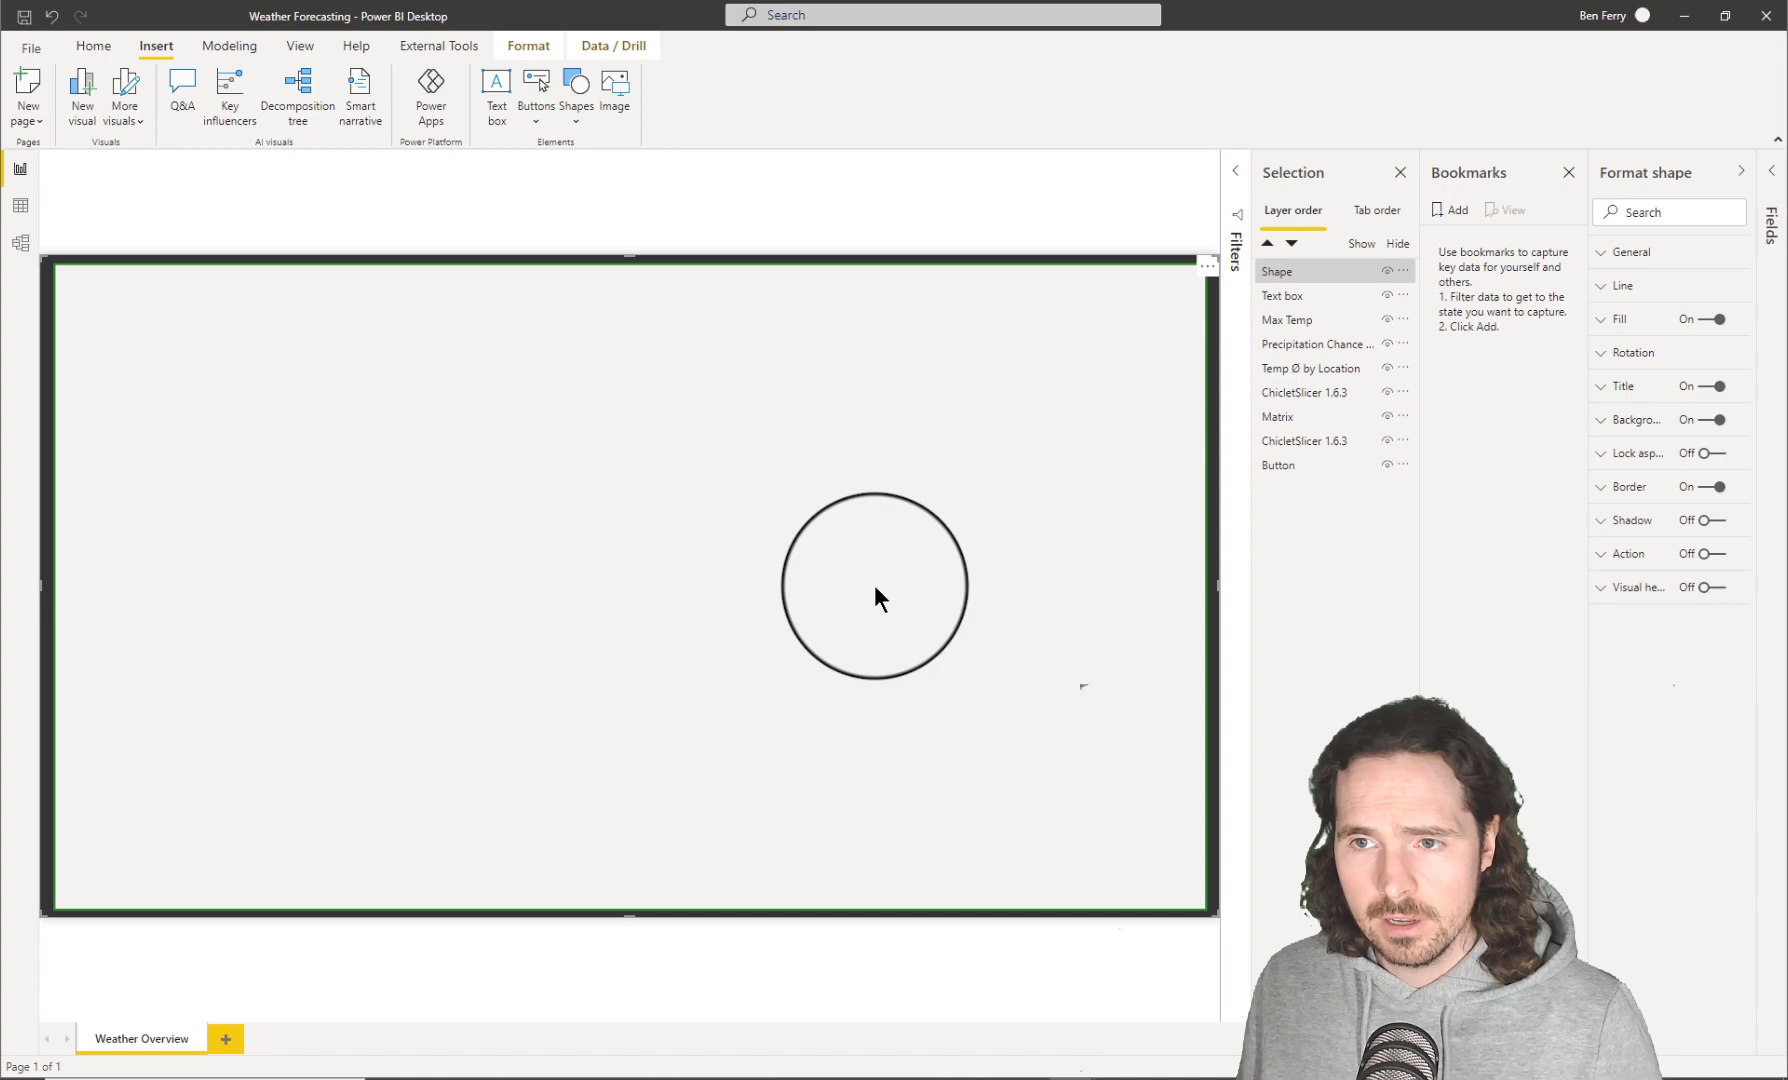 Weather Forecasting - Power BI Desktop
Search
Ben Ferry
File
Home
Insert
Modeling
View
Help
External Tools
Format
Data / Drill
New page
New visual
More visuals
Q&A
Key influencers
Decomposition tree
Smart narrative
Power Apps
Text box
Buttons
Shapes
Image
Pages
Visuals
AI visuals
Power Platform
Elements
Filters
Selection
Layer order
Tab order
Show
Hide
Shape
Text box
Max Temp
Precipitation Chance ...
Temp Ø by Location
ChicletSlicer 1.6.3
Matrix
ChicletSlicer 1.6.3
Button
Bookmarks
Add
View
Use bookmarks to capture
key data for yourself and
others.
1. Filter data to get to the
state you want to capture.
2. Click Add.
Format shape
Search
General
Line
Fill On
Rotation
Title On
Backgro... On
Lock asp... Off
Border On
Shadow Off
Action Off
Visual he... Off
Fields
Weather Overview
Page 1 of 1